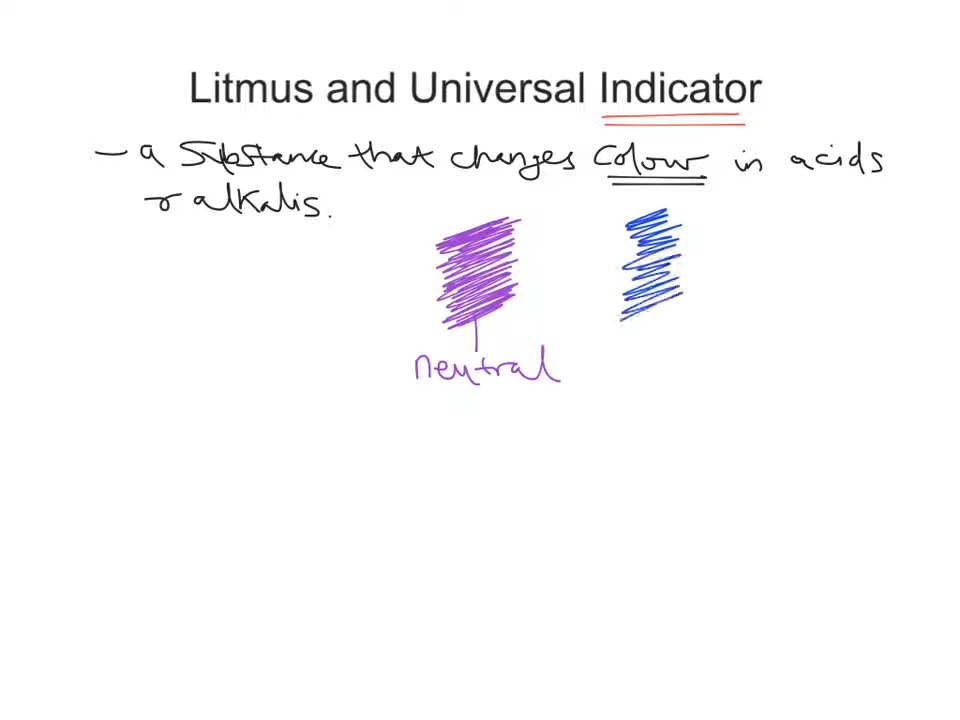 Litmus and Universal Indicator
– a substance that changes colour in acids
or alkalis.
neutral